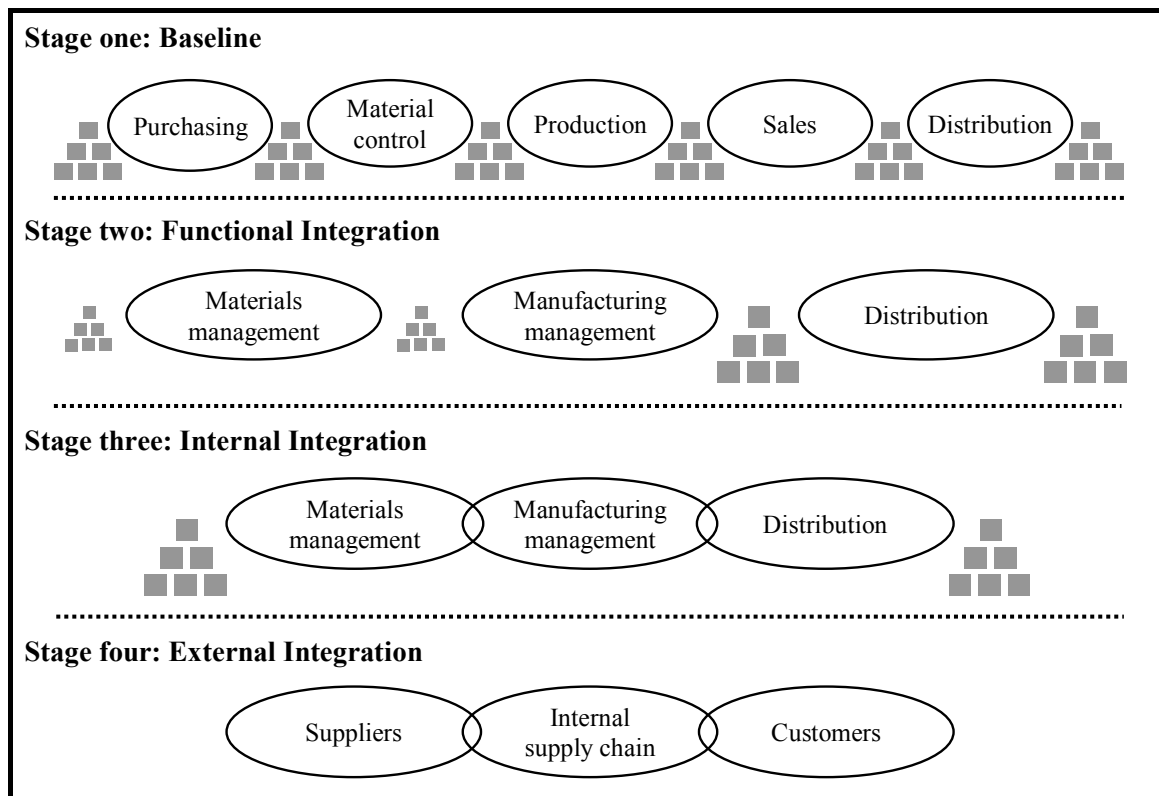 Stage one: Baseline
Purchasing
Material
control
Production
Sales
Distribution
Stage two: Functional Integration
Materials
management
Manufacturing
management
Distribution
Stage three: Internal Integration
Materials
management
Manufacturing
management
Distribution
Stage four: External Integration
Suppliers
Internal
supply chain
Customers